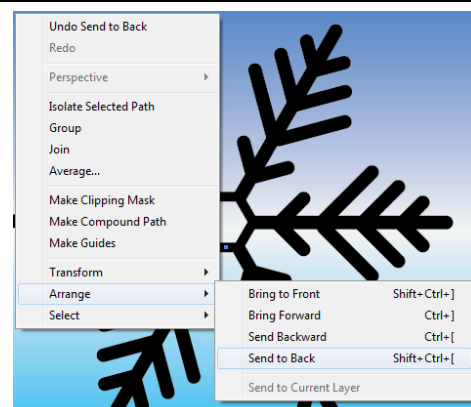 Undo Send to Back
Redo
Perspective
Isolate Selected Path
Group
Join
Average...
Make Clipping Mask
Make Compound Path
Make Guides
Transform
Arrange
Select
Bring to Front Shift+Ctrl+]
Bring Forward Ctrl+]
Send Backward Ctrl+[
Send to Back Shift+Ctrl+[
Send to Current Layer